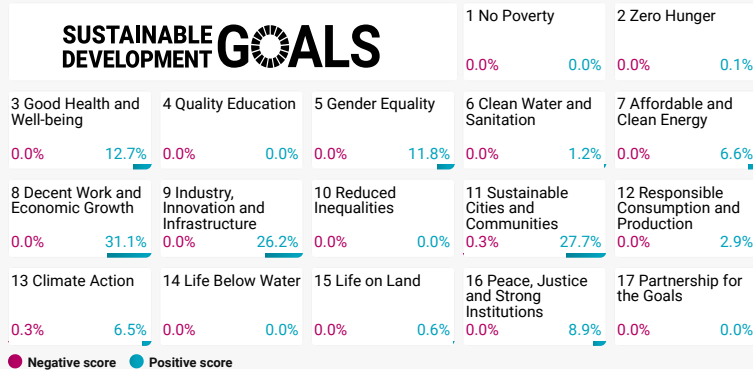 SUSTAINABLE
DEVELOPMENT
GOALS
1 No Poverty
0.0% 0.0%
2 Zero Hunger
0.0% 0.1%
3 Good Health and
Well-being
0.0% 12.7%
4 Quality Education
0.0% 0.0%
5 Gender Equality
0.0% 11.8%
6 Clean Water and
Sanitation
0.0% 1.2%
7 Affordable and
Clean Energy
0.0% 6.6%
8 Decent Work and
Economic Growth
0.0% 31.1%
9 Industry,
Innovation and
Infrastructure
0.0% 26.2%
10 Reduced
Inequalities
0.0% 0.0%
11 Sustainable
Cities and
Communities
0.3% 27.7%
12 Responsible
Consumption and
Production
0.0% 2.9%
13 Climate Action
0.3% 6.5%
14 Life Below Water
0.0% 0.0%
15 Life on Land
0.0% 0.6%
16 Peace, Justice
and Strong
Institutions
0.0% 8.9%
17 Partnership for
the Goals
0.0% 0.0%
Negative score Positive score